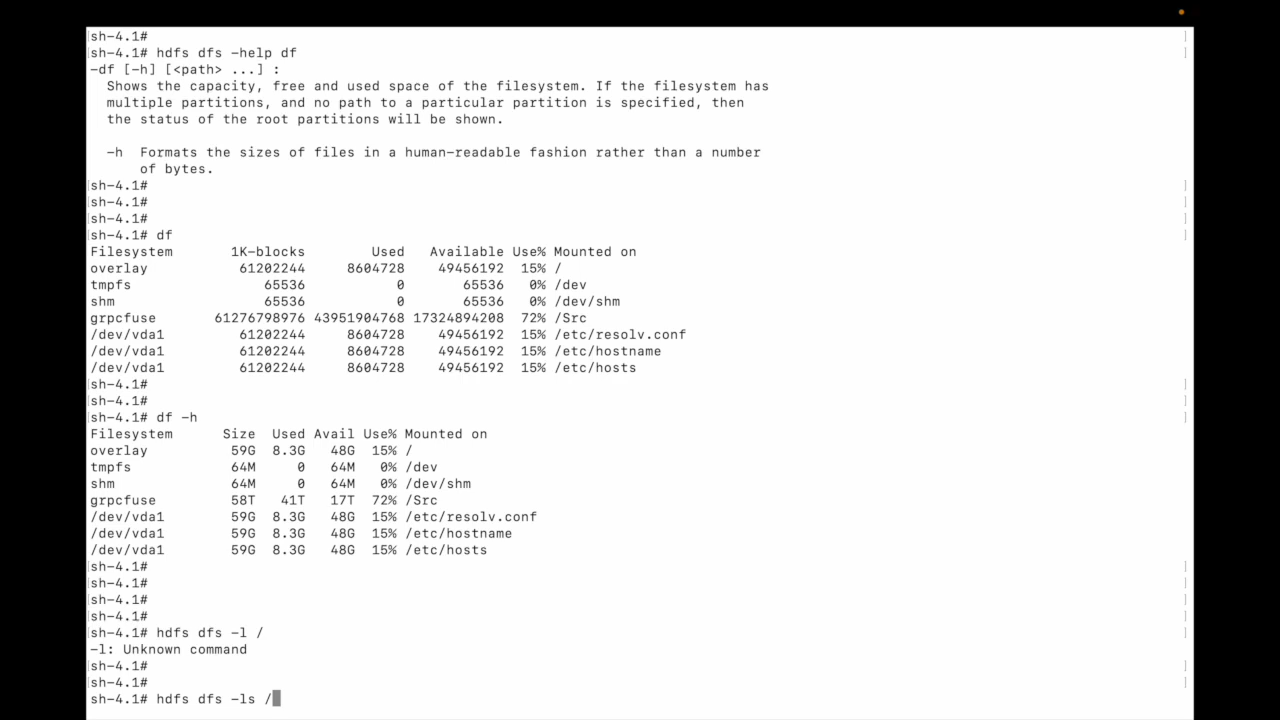 sh-4.1#
sh-4.1# hdfs dfs -help df
-df [-h] [<path> ...] :
  Shows the capacity, free and used space of the filesystem. If the filesystem has
  multiple partitions, and no path to a particular partition is specified, then
  the status of the root partitions will be shown.

  -h  Formats the sizes of files in a human-readable fashion rather than a number
      of bytes.
sh-4.1#
sh-4.1#
sh-4.1#
sh-4.1# df
Filesystem       1K-blocks        Used   Available Use% Mounted on
overlay           61202244     8604728    49456192  15% /
tmpfs                65536           0       65536   0% /dev
shm                  65536           0       65536   0% /dev/shm
grpcfuse       61276798976 43951904768 17324894208  72% /Src
/dev/vda1         61202244     8604728    49456192  15% /etc/resolv.conf
/dev/vda1         61202244     8604728    49456192  15% /etc/hostname
/dev/vda1         61202244     8604728    49456192  15% /etc/hosts
sh-4.1#
sh-4.1#
sh-4.1# df -h
Filesystem      Size  Used Avail Use% Mounted on
overlay          59G  8.3G   48G  15% /
tmpfs            64M     0   64M   0% /dev
shm              64M     0   64M   0% /dev/shm
grpcfuse         58T   41T   17T  72% /Src
/dev/vda1        59G  8.3G   48G  15% /etc/resolv.conf
/dev/vda1        59G  8.3G   48G  15% /etc/hostname
/dev/vda1        59G  8.3G   48G  15% /etc/hosts
sh-4.1#
sh-4.1#
sh-4.1#
sh-4.1#
sh-4.1# hdfs dfs -l /
-l: Unknown command
sh-4.1#
sh-4.1#
sh-4.1# hdfs dfs -ls /